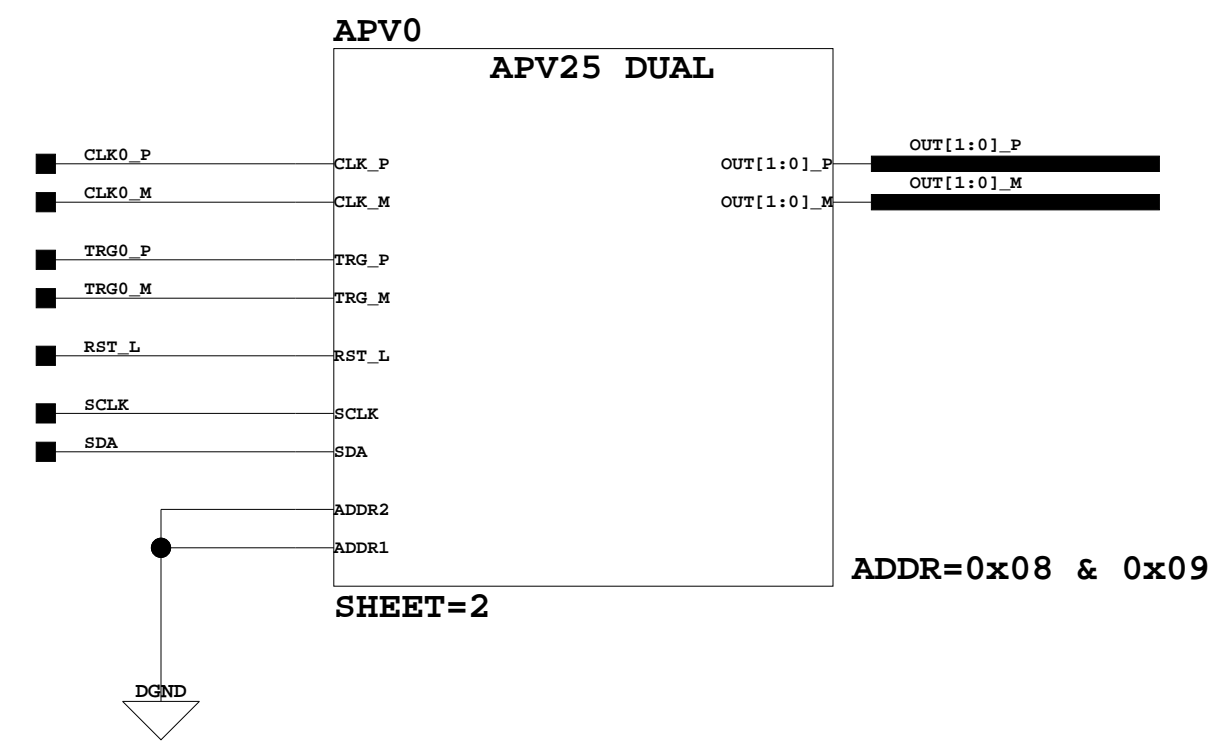 APV0
APV25 DUAL
CLK0_P
CLK_P
OUT[1:0]_P
OUT[1:0]_P
CLK0_M
CLK_M
OUT[1:0]_M
OUT[1:0]_M
TRG0_P
TRG_P
TRG0_M
TRG_M
RST_L
RST_L
SCLK
SCLK
SDA
SDA
ADDR2
ADDR1
ADDR=0x08 & 0x09
SHEET=2
DGND